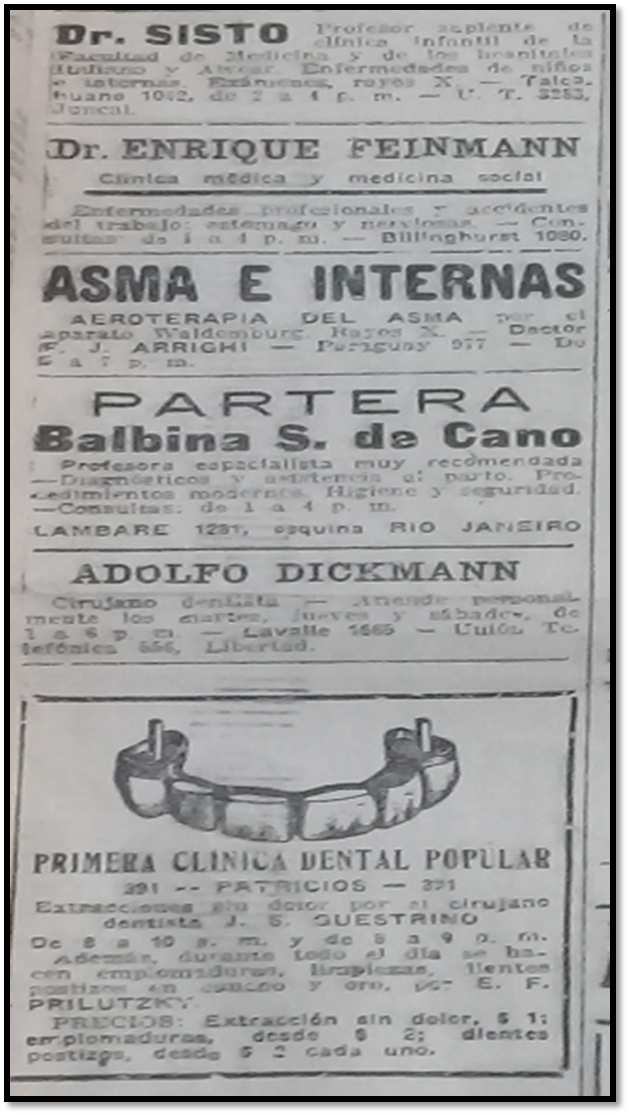 Dr. SISTO Profesor suplente de
clínica infantil de la
Facultad de Medicina y de los hospitales
Italiano y Alvear. Enfermedades de niños
e internas. Exámenes, rayos X. — Talca-
huano 1042, de 2 a 4 p. m. — U. T. 3283,
Juncal.
Dr. ENRIQUE FEINMANN
Clínica médica y medicina social
Enfermedades profesionales y accidentes
del trabajo; estómago y nerviosas. — Con-
sultas de 1 a 4 p. m. — Billinghurst 1080.
ASMA E INTERNAS
AEROTERAPIA DEL ASMA por el
aparato Waldemburg. Rayos X. — Doctor
F. J. ARRIGHI — Paraguay 977 — De
a 7 p. m.
PARTERA
Balbina S. de Cano
Profesora especialista muy recomendada
—Diagnósticos y asistencia al parto. Pro-
cedimientos modernos. Higiene y seguridad.
—Consultas: de 1 a 4 p. m.
LAMBARE 1231, esquina RIO JANEIRO
ADOLFO DICKMANN
Cirujano dentista — Atiende personal-
mente los martes, jueves y sábados, de
1 a 6 p m. — Lavalle 1665 — Unión Te-
lefónica 656, Libertad.
PRIMERA CLINICA DENTAL POPULAR
391 -- PATRICIOS — 391
Extracciones sin dolor por el cirujano
dentista J. S. GUESTRINO
De 8 a 10 a. m. y de 8 a 9 p. m.
Además, durante todo el día se ha-
cen emplomaduras, limpiezas, dientes
postizos en caucho y oro, por E. F.
PRILUTZKY.
PRECIOS: Extracción sin dolor, $ 1;
emplomaduras, desde $ 2; dientes
postizos, desde $ 2 cada uno.